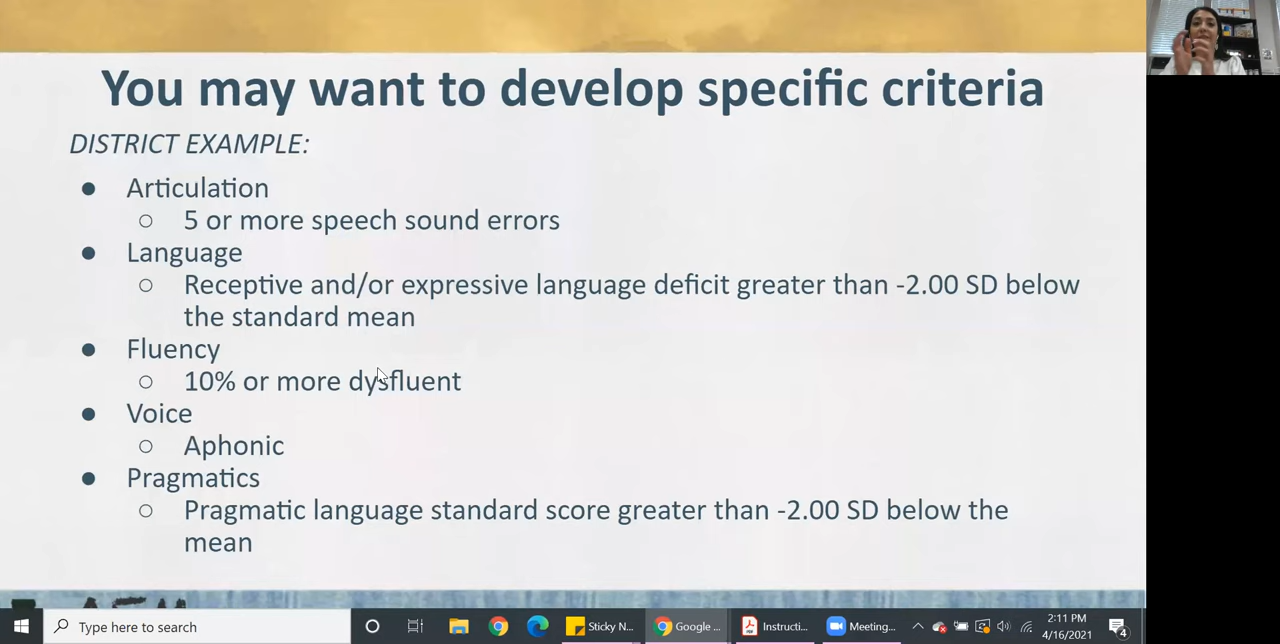 You may want to develop specific criteria
DISTRICT EXAMPLE:
● Articulation
○ 5 or more speech sound errors
● Language
○ Receptive and/or expressive language deficit greater than -2.00 SD below
the standard mean
● Fluency
○ 10% or more dysfluent
● Voice
○ Aphonic
● Pragmatics
○ Pragmatic language standard score greater than -2.00 SD below the
mean
Type here to search
Sticky N...
Google ...
Instructi...
Meeting...
2:11 PM
4/16/2021
4